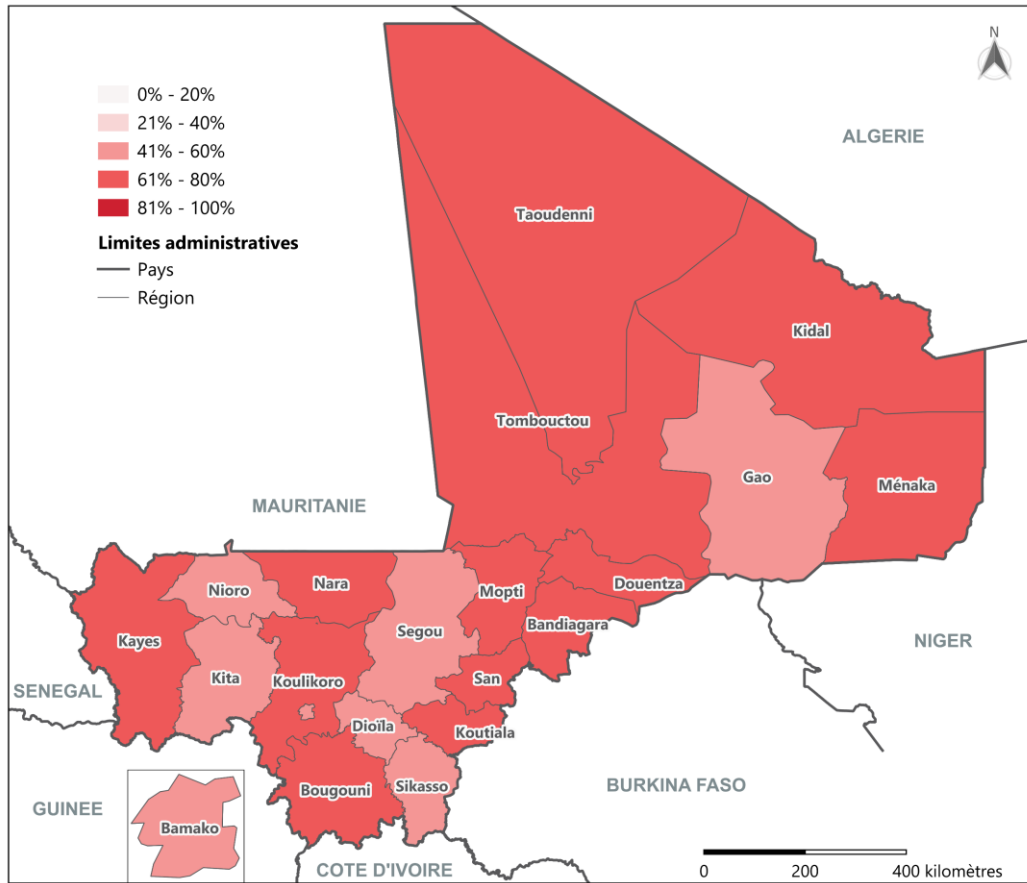 N
0% - 20%
21% - 40%
41% - 60%
61% - 80%
81% - 100%
Limites administratives
Pays
Région
ALGERIE
Taoudenni
Kidal
Tombouctou
Gao
Ménaka
MAURITANIE
Nioro
Nara
Mopti
Douentza
Bandiagara
Segou
Kayes
NIGER
Kita
Koulikoro
San
SENEGAL
Dioïla
Koutiala
Bougouni
Sikasso
BURKINA FASO
GUINEE
Bamako
COTE D'IVOIRE
0 200 400 kilomètres